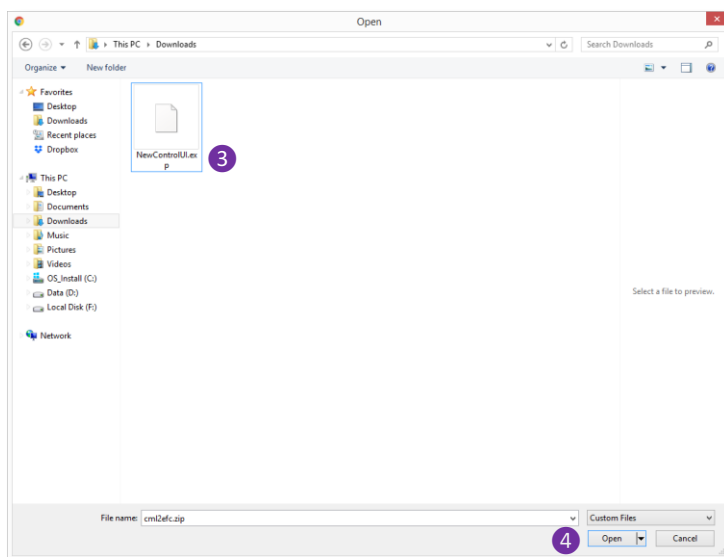 Open
This PC
Downloads
Search Downloads
Organize
New folder
Favorites
Desktop
Downloads
Recent places
Dropbox
This PC
Desktop
Documents
Downloads
Music
Pictures
Videos
OS_Install (C:)
Data (D:)
Local Disk (F:)
Network
NewControlUI.ex
p
3
Select a file to preview.
File name: cml2efc.zip
Custom Files
4
Open
Cancel